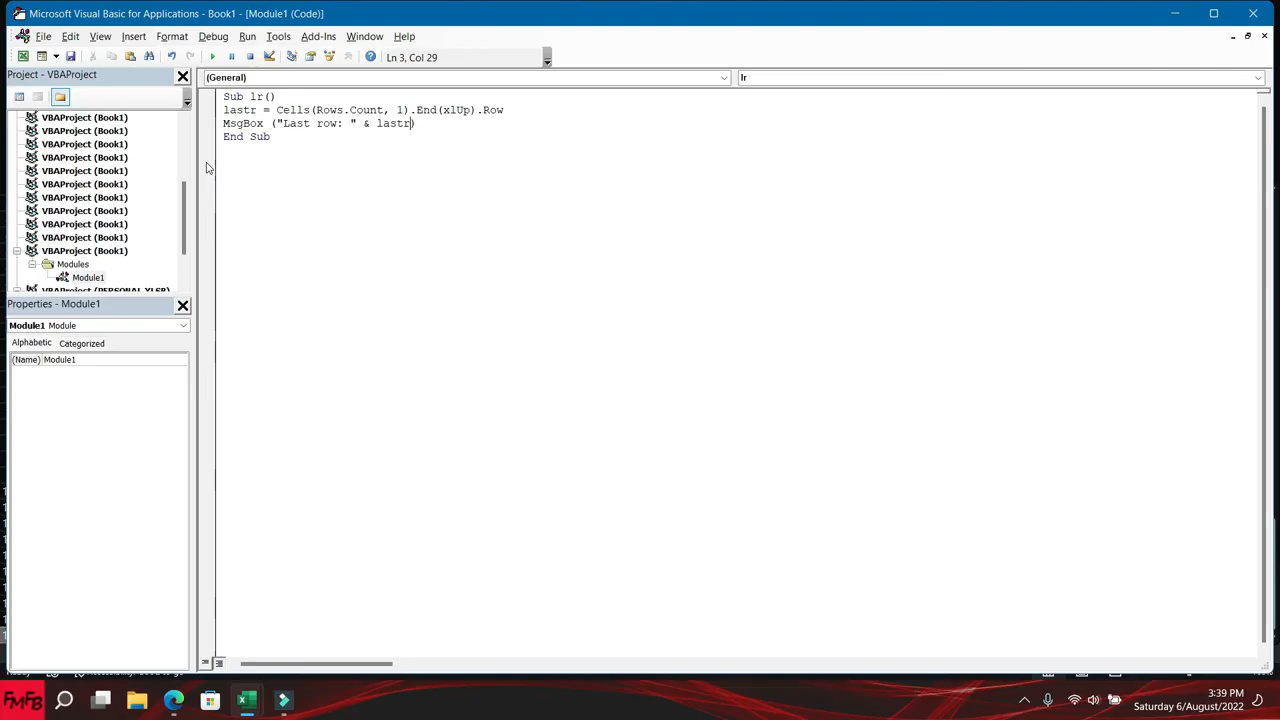 Microsoft Visual Basic for Applications - Book1 - [Module1 (Code)]
File Edit View Insert Format Debug Run Tools Add-Ins Window Help
Ln 3, Col 29
Project - VBAProject
(General)
lr
VBAProject (Book1)
VBAProject (Book1)
VBAProject (Book1)
VBAProject (Book1)
VBAProject (Book1)
VBAProject (Book1)
VBAProject (Book1)
VBAProject (Book1)
VBAProject (Book1)
VBAProject (Book1)
VBAProject (Book1)
Modules
Module1
VBAProject (PERSONAL.XLSB)
Sub lr()
lastr = Cells(Rows.Count, 1).End(xlUp).Row
MsgBox ("Last row: " & lastr)
End Sub
Properties - Module1
Module1 Module
Alphabetic Categorized
(Name) Module1
FMFB
3:39 PM
Saturday 6/August/2022